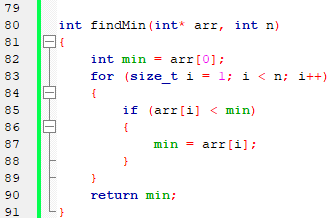 79
80 int findMin(int* arr, int n)
81 {
82     int min = arr[0];
83     for (size_t i = 1; i < n; i++)
84     {
85         if (arr[i] < min)
86         {
87             min = arr[i];
88         }
89     }
90     return min;
91 }